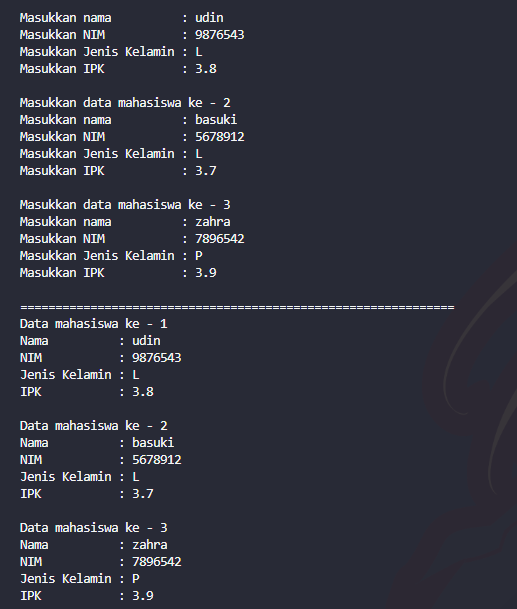 Masukkan nama          : udin
Masukkan NIM           : 9876543
Masukkan Jenis Kelamin : L
Masukkan IPK           : 3.8
Masukkan data mahasiswa ke - 2
Masukkan nama          : basuki
Masukkan NIM           : 5678912
Masukkan Jenis Kelamin : L
Masukkan IPK           : 3.7
Masukkan data mahasiswa ke - 3
Masukkan nama          : zahra
Masukkan NIM           : 7896542
Masukkan Jenis Kelamin : P
Masukkan IPK           : 3.9
==============================================================
Data mahasiswa ke - 1
Nama          : udin
NIM           : 9876543
Jenis Kelamin : L
IPK           : 3.8
Data mahasiswa ke - 2
Nama          : basuki
NIM           : 5678912
Jenis Kelamin : L
IPK           : 3.7
Data mahasiswa ke - 3
Nama          : zahra
NIM           : 7896542
Jenis Kelamin : P
IPK           : 3.9